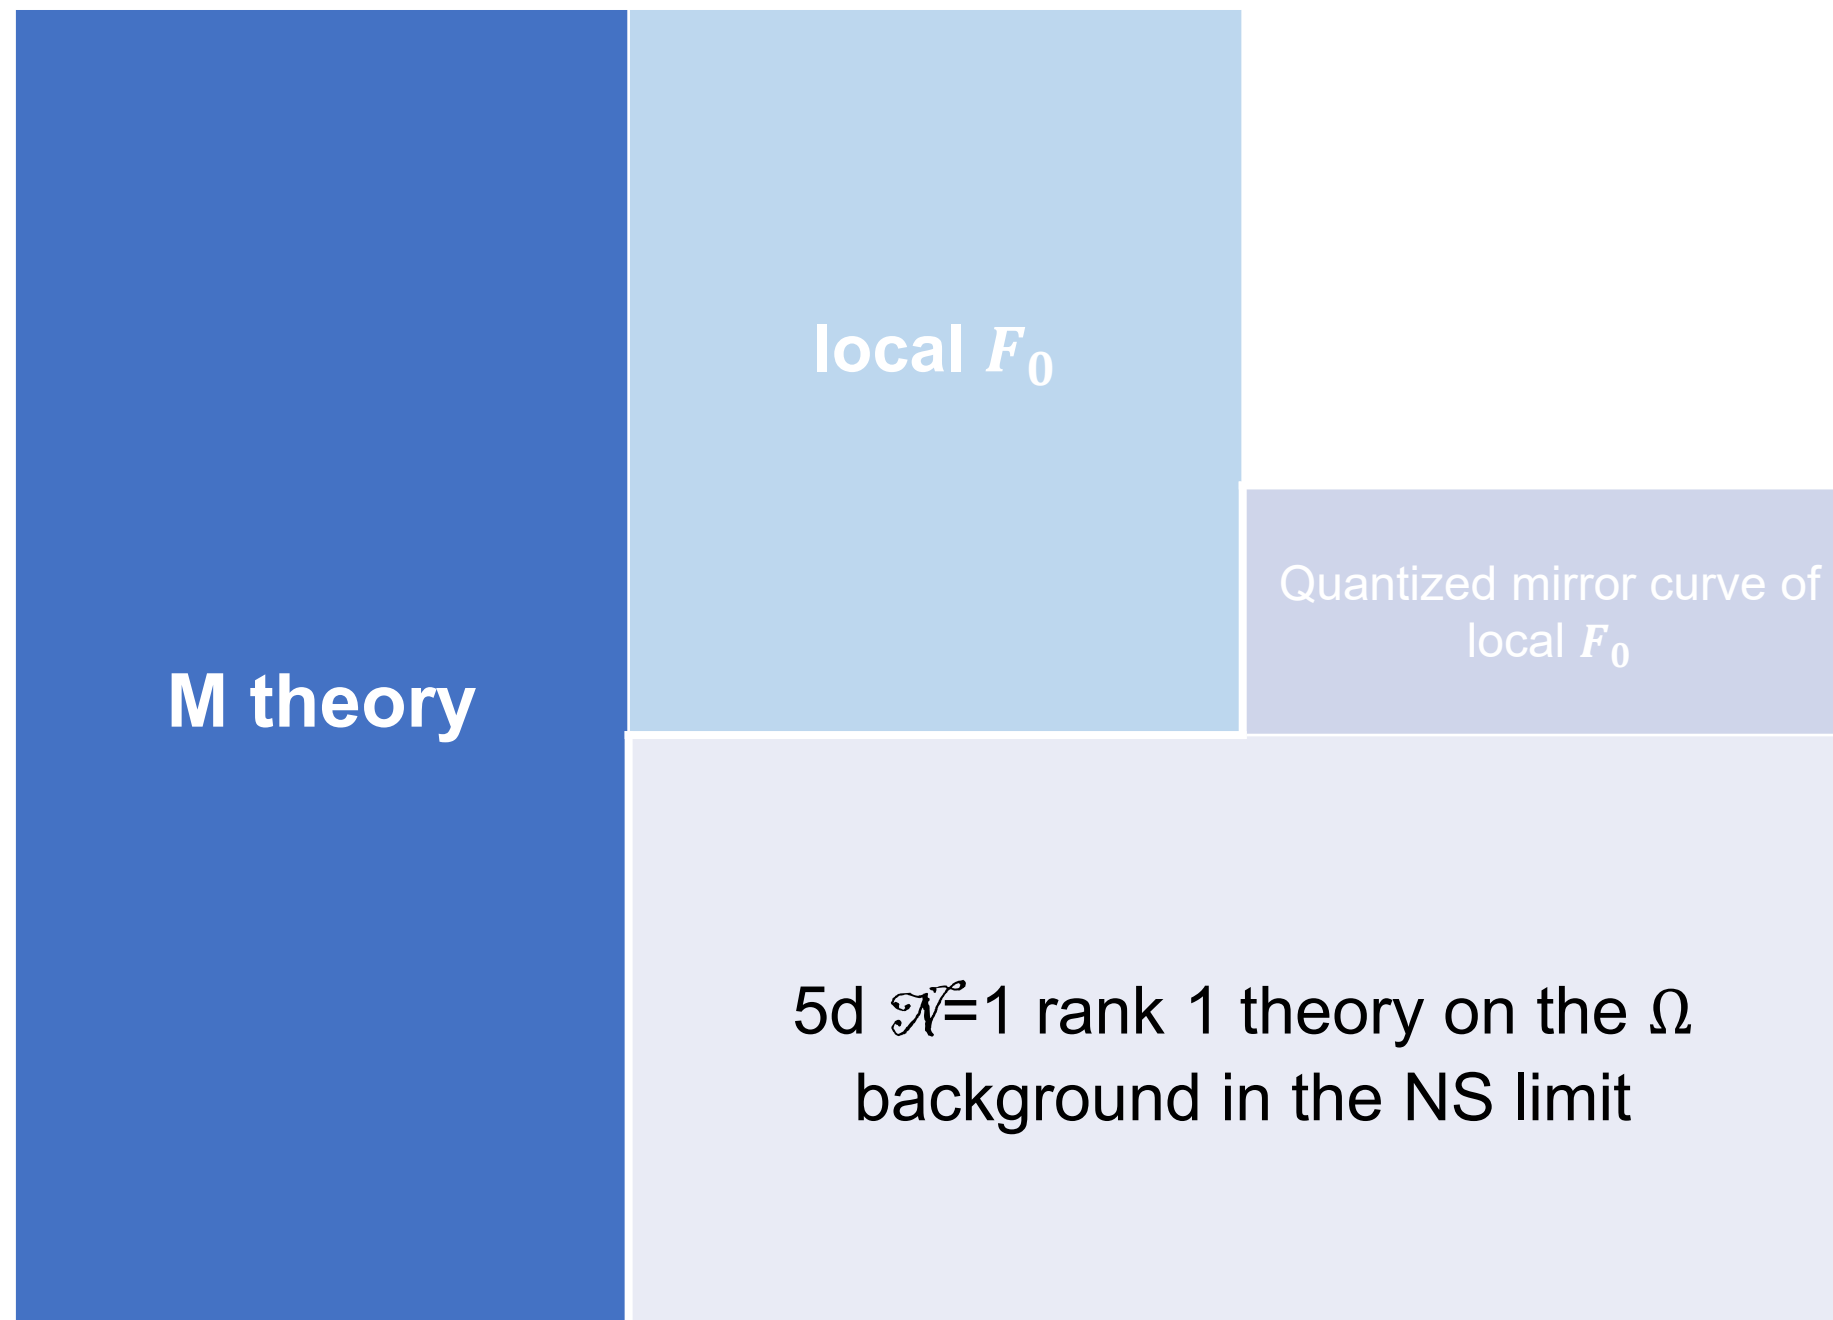 local 𝑭₀
Quantized mirror curve of
local 𝑭₀
M theory
5d 𝒩=1 rank 1 theory on the Ω
background in the NS limit